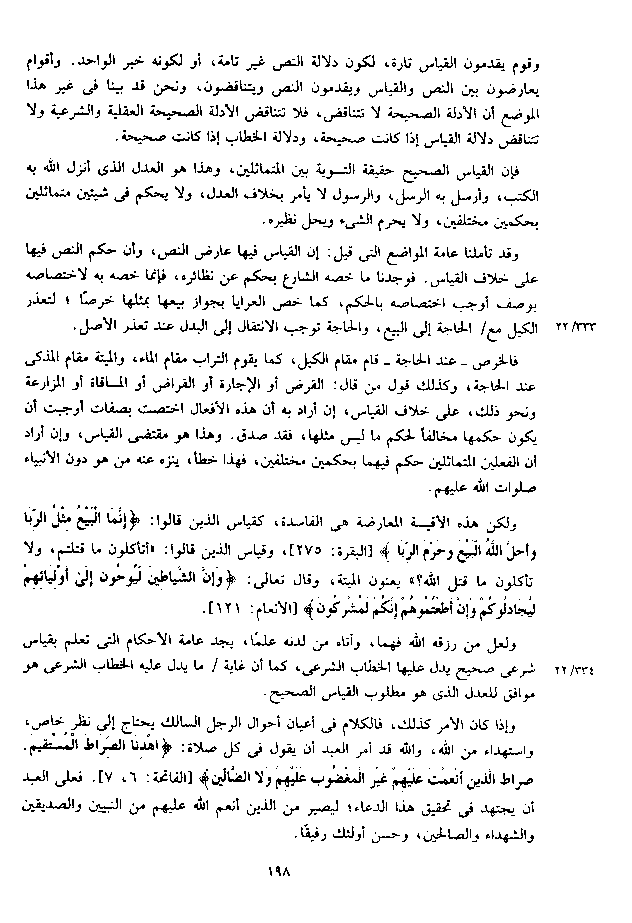 وقوم يقدمون القياس تارة، لكون دلالة النص غير تامة، أو لكونه خبر الواحد. وأقوام
يعارضون بين النص والقياس ويقدمون النص ويتناقضون، ونحن قد بينا فى غير هذا
الموضع أن الأدلة الصحيحة لا تتناقض، فلا تتناقض الأدلة الصحيحة العقلية والشرعية ولا
تتناقض دلالة القياس إذا كانت صحيحة، ودلالة الخطاب إذا كانت صحيحة.
فإن القياس الصحيح حقيقة التسوية بين المتماثلين، وهذا هو العدل الذى أنزل الله به
الكتب، وأرسل به الرسل، والرسول لا يأمر بخلاف العدل، ولا يحكم فى شيئين متماثلين
بحكمين مختلفين، ولا يحرم الشىء ويحل نظيره.
وقد تأملنا عامة المواضع التى قيل: إن القياس فيها عارض النص، وأن حكم النص فيها
على خلاف القياس. فوجدنا ما خصه الشارع بحكم عن نظائره، فإنما خصه به لاختصاصه
بوصف أوجب اختصاصه بالحكم، كما خص العرايا بجواز بيعها بمثلها خرصًا ؛ لتعذر
٢٢/٣٣٣ الكيل مع/ الحاجة إلى البيع، والحاجة توجب الانتقال إلى البدل عند تعذر الأصل.
فالخرص ـ عند الحاجة ـ قام مقام الكيل، كما يقوم التراب مقام الماء، والميتة مقام المذكى
عند الحاجة، وكذلك قول من قال: القرض أو الإجارة أو القراض أو المساقاة أو المزارعة
ونحو ذلك، على خلاف القياس، إن أراد به أن هذه الأفعال اختصت بصفات أوجبت أن
يكون حكمها مخالفاً لحكم ما ليس مثلها، فقد صدق. وهذا هو مقتضى القياس، وإن أراد
أن الفعلين المتماثلين حكم فيهما بحكمين مختلفين، فهذا خطأ، ينزه عنه من هو دون الأنبياء
صلوات الله عليهم.
ولكن هذه الأقيسة المعارضة هى الفاسدة، كقياس الذين قالوا: ﴿إِنَّمَا الْبَيْعُ مِثْلُ الرِّبَا
وَأَحَلَّ اللَّهُ الْبَيْعَ وَحَرَّمَ الرِّبَا﴾ [البقرة: ٢٧٥]، وقياس الذين قالوا: «أتأكلون ما قتلتم، ولا
تأكلون ما قتل الله؟» يعنون الميتة، وقال تعالى: ﴿وَإِنَّ الشَّيَاطِينَ لَيُوحُونَ إِلَىٰ أَوْلِيَائِهِمْ
لِيُجَادِلُوكُمْ وَإِنْ أَطَعْتُمُوهُمْ إِنَّكُمْ لَمُشْرِكُونَ﴾ [الأنعام: ١٢١].
ولعل من رزقه الله فهما، وأتاه من لدنه علمًا، يجد عامة الأحكام التى تعلم بقياس
٢٢/٣٣٤ شرعى صحيح يدل عليها الخطاب الشرعى، كما أن غاية / ما يدل عليه الخطاب الشرعى هو
موافق للعدل الذى هو مطلوب القياس الصحيح.
وإذا كان الأمر كذلك، فالكلام فى أعيان أحوال الرجل السالك يحتاج إلى نظر خاص،
واستهداء من الله، والله قد أمر العبد أن يقول فى كل صلاة: ﴿اهْدِنَا الصِّرَاطَ الْمُسْتَقِيمَ.
صِرَاطَ الَّذِينَ أَنْعَمْتَ عَلَيْهِمْ غَيْرِ الْمَغْضُوبِ عَلَيْهِمْ وَلا الضَّالِّينَ﴾ [الفاتحة: ٦، ٧]. فعلى العبد
أن يجتهد فى تحقيق هذا الدعاء؛ ليصير من الذين أنعم الله عليهم من النبيين والصديقين
والشهداء والصالحين، وحسن أولئك رفيقًا.
١٩٨